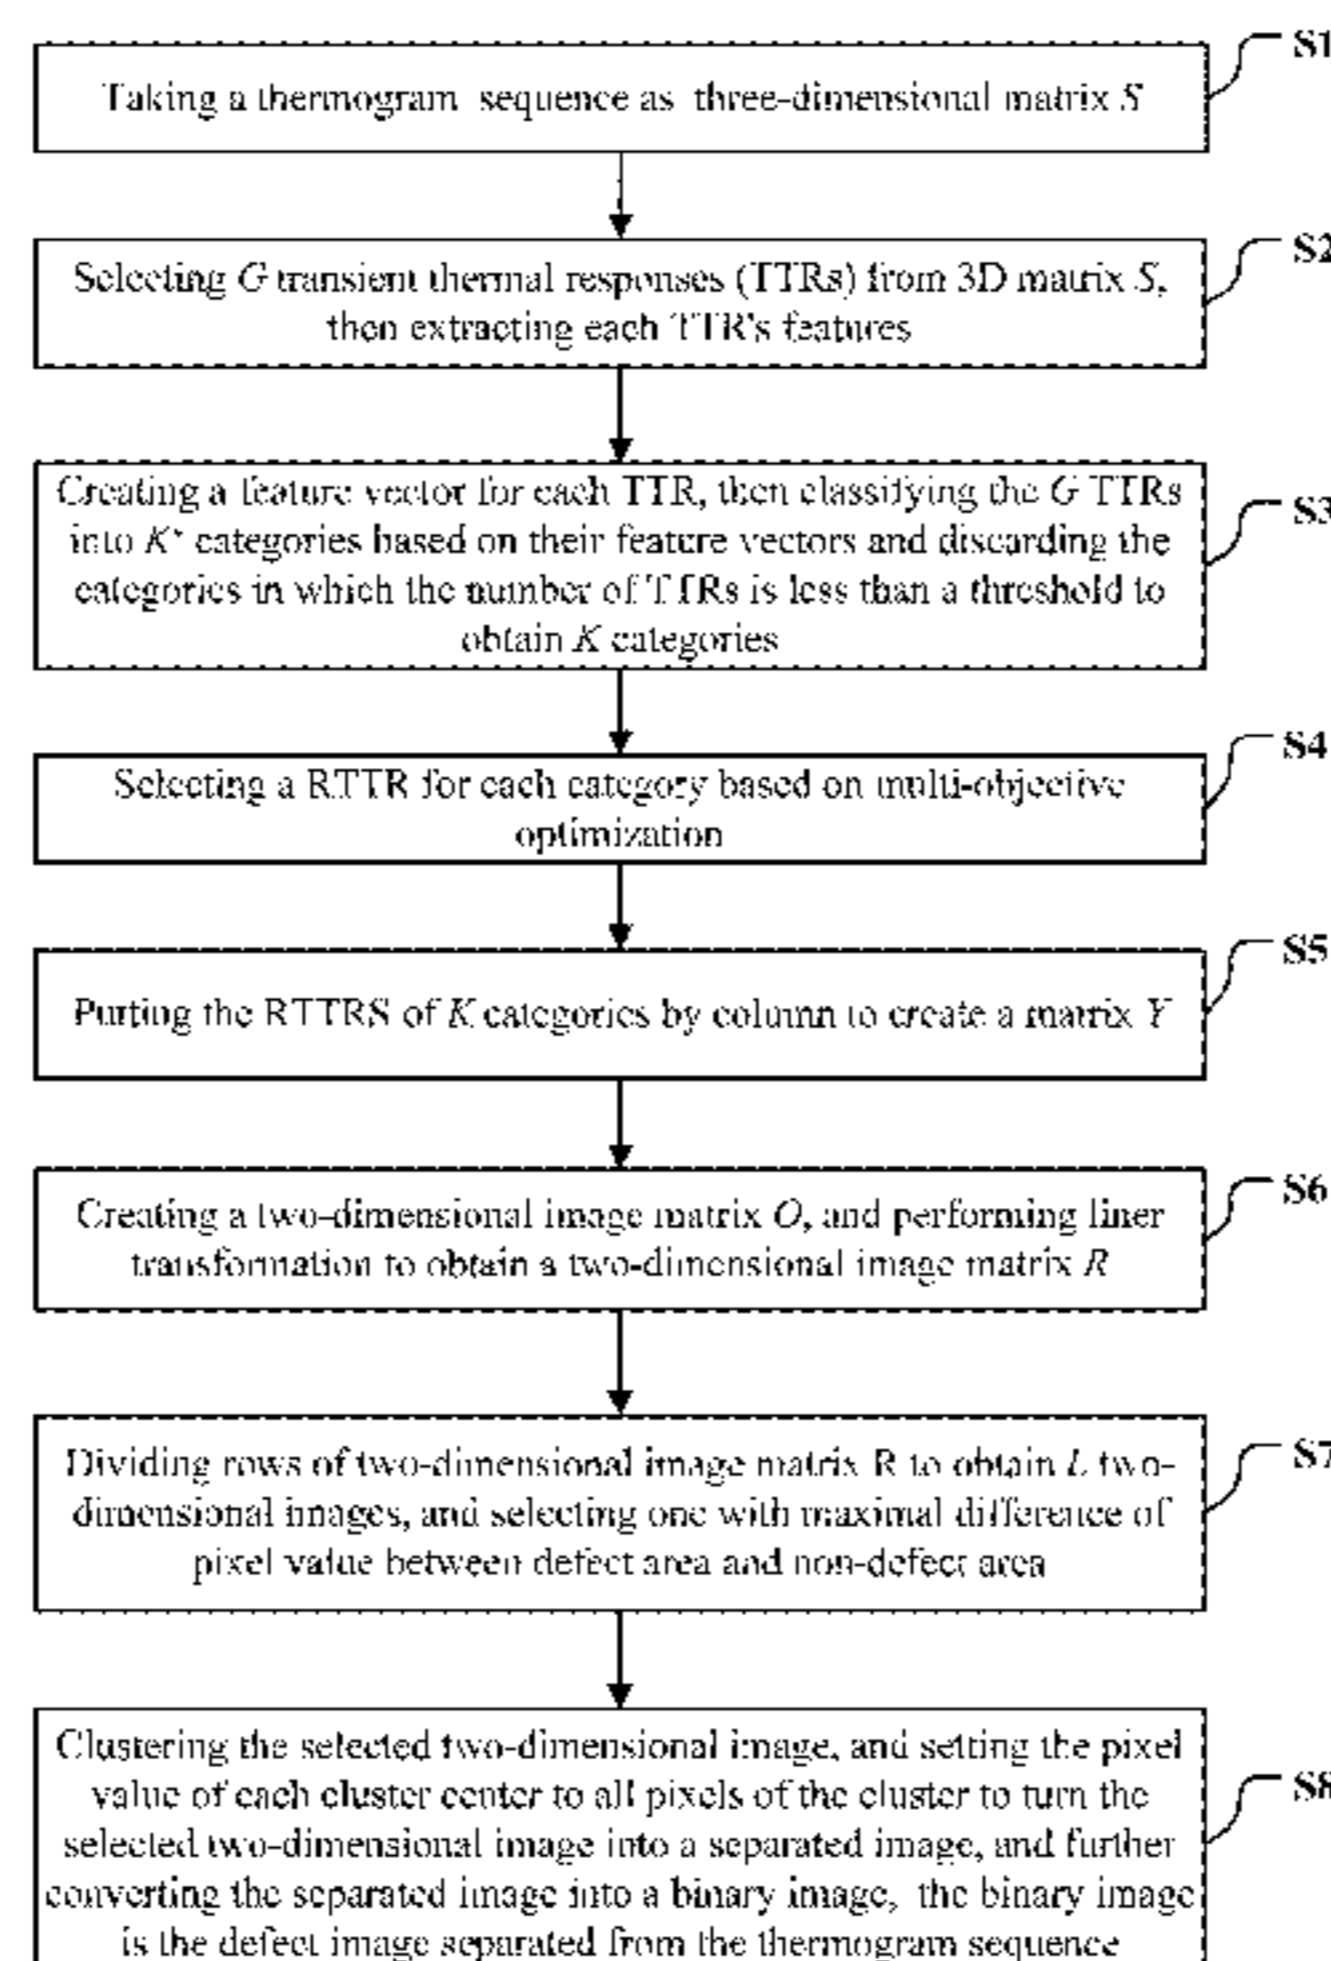 S1
Taking a thermogram sequence as three-dimensional matrix S
S2
Selecting G transient thermal responses (TTRs) from 3D matrix S,
then extracting each TTR's features
S3
Creating a feature vector for each TTR, then classifying the G TTRs
into K' categories based on their feature vectors and discarding the
categories in which the number of TTRs is less than a threshold to
obtain K categories
S4
Selecting a RTTR for each category based on multi-objective
optimization
S5
Putting the RTTRS of K categories by column to create a matrix Y
S6
Creating a two-dimensional image matrix O, and performing liner
transformation to obtain a two-dimensional image matrix R
S7
Dividing rows of two-dimensional image matrix R to obtain L two-
dimensional images, and selecting one with maximal difference of
pixel value between defect area and non-defect area
S8
Clustering the selected two-dimensional image, and setting the pixel
value of each cluster center to all pixels of the cluster to turn the
selected two-dimensional image into a separated image, and further
converting the separated image into a binary image, the binary image
is the defect image separated from the thermogram sequence